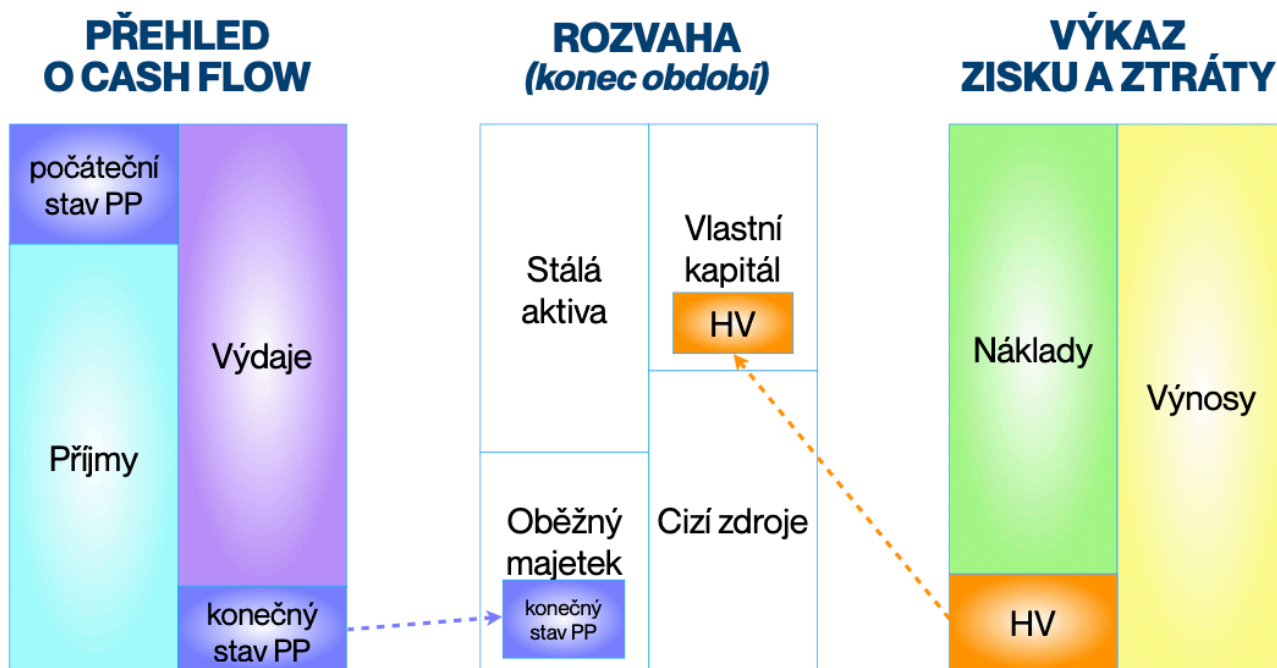 PŘEHLED
O CASH FLOW
počáteční
stav PP
Příjmy
Výdaje
konečný
stav PP
ROZVAHA
(konec období)
Stálá
aktiva
Oběžný
majetek
konečný
stav PP
Vlastní
kapitál
HV
Cizí zdroje
VÝKAZ
ZISKU A ZTRÁTY
Náklady
HV
Výnosy